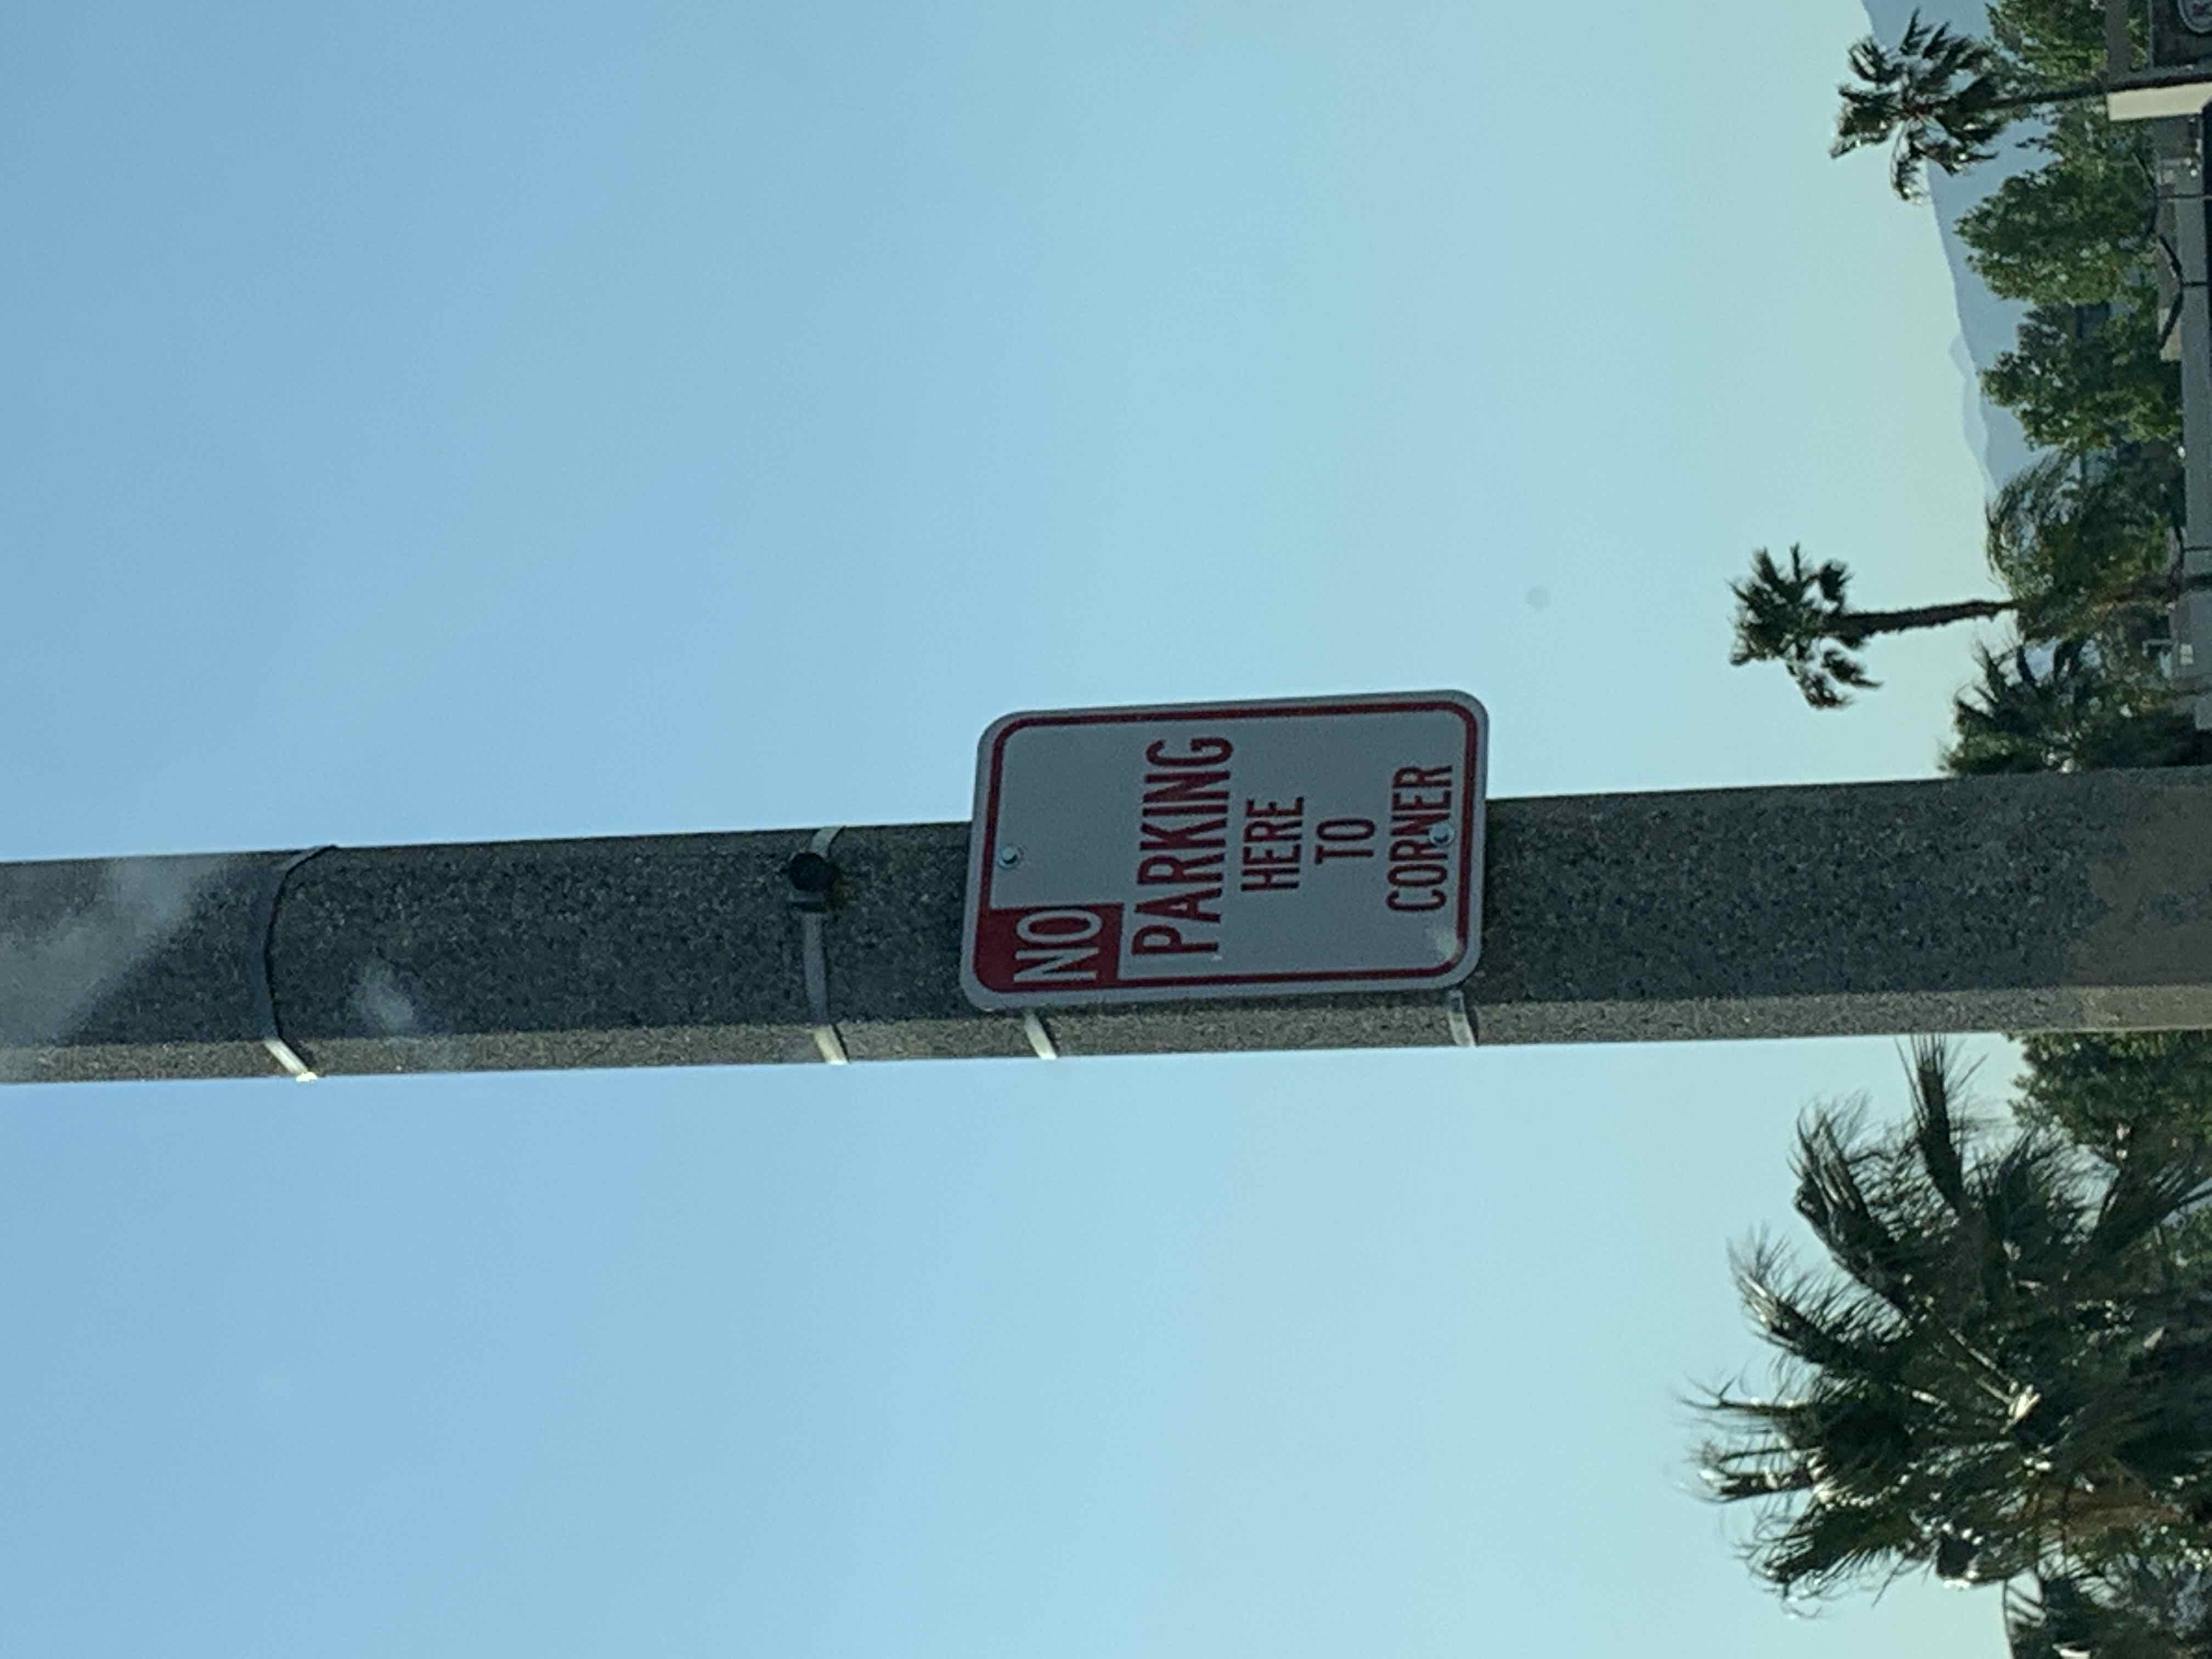 NO
PARKING
HERE
TO
CORNER